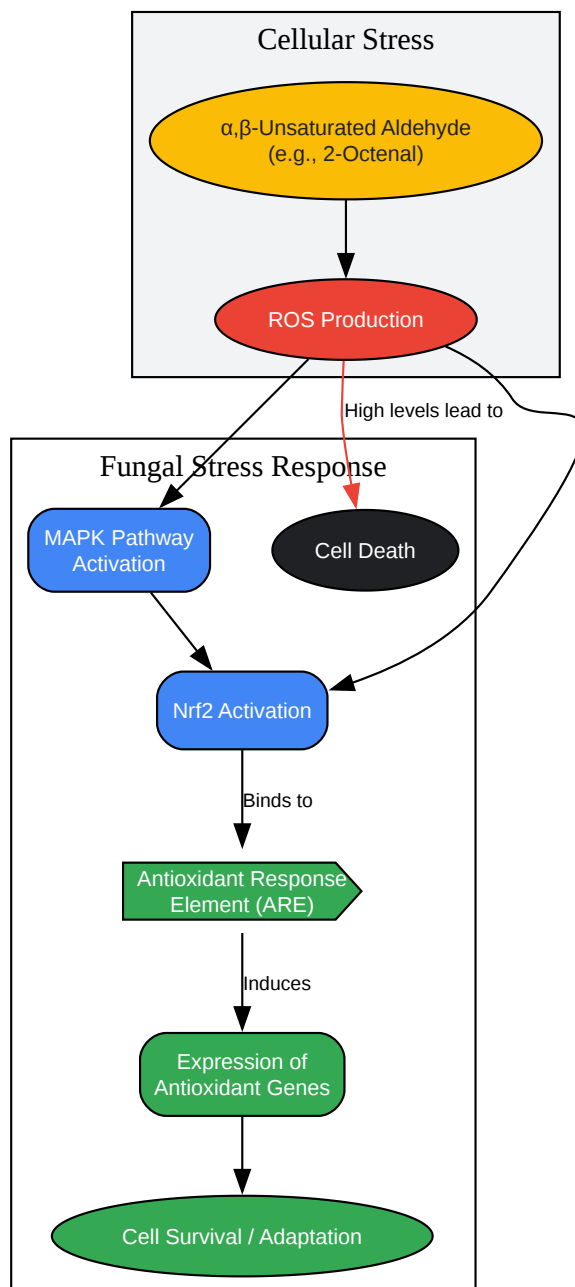 Cellular Stress
α,β-Unsaturated Aldehyde
(e.g., 2-Octenal)
ROS Production
High levels lead to
Fungal Stress Response
MAPK Pathway
Activation
Cell Death
Nrf2 Activation
Binds to
Antioxidant Response
Element (ARE)
Induces
Expression of
Antioxidant Genes
Cell Survival / Adaptation